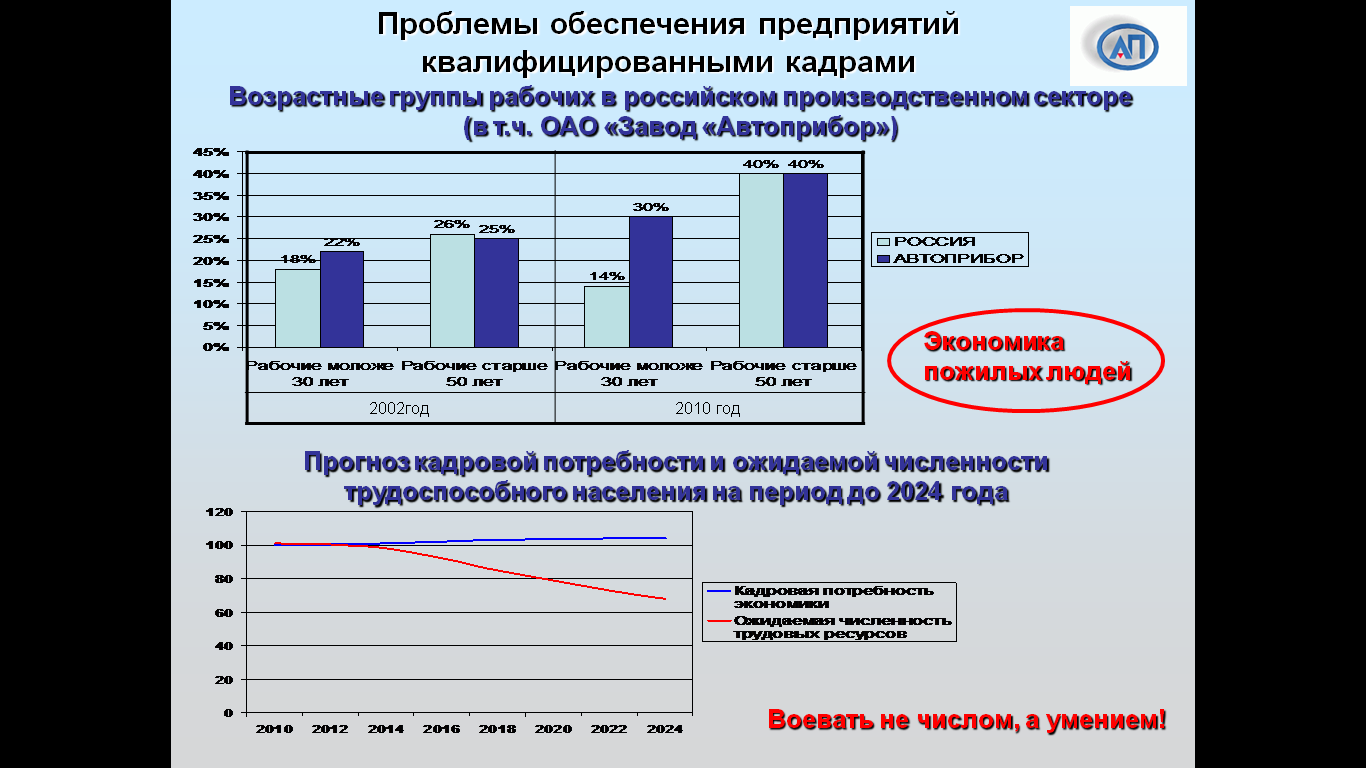 Проблемы обеспечения предприятий
квалифицированными кадрами
АП
Возрастные группы рабочих в российском производственном секторе
(в т.ч. ОАО «Завод «Автоприбор»)
45%
40%
35%
30%
25%
20%
15%
10%
5%
0%
18%
22%
26%
25%
14%
30%
40%
40%
Рабочие моложе
30 лет
Рабочие старше
50 лет
Рабочие моложе
30 лет
Рабочие старше
50 лет
2002год
2010 год
РОССИЯ
АВТОПРИБОР
Экономика
пожилых людей
Прогноз кадровой потребности и ожидаемой численности
трудоспособного населения на период до 2024 года
120
100
80
60
40
20
0
2010 2012 2014 2016 2018 2020 2022 2024
Кадровая потребность
экономики
Ожидаемая численность
трудовых ресурсов
Воевать не числом, а умением!